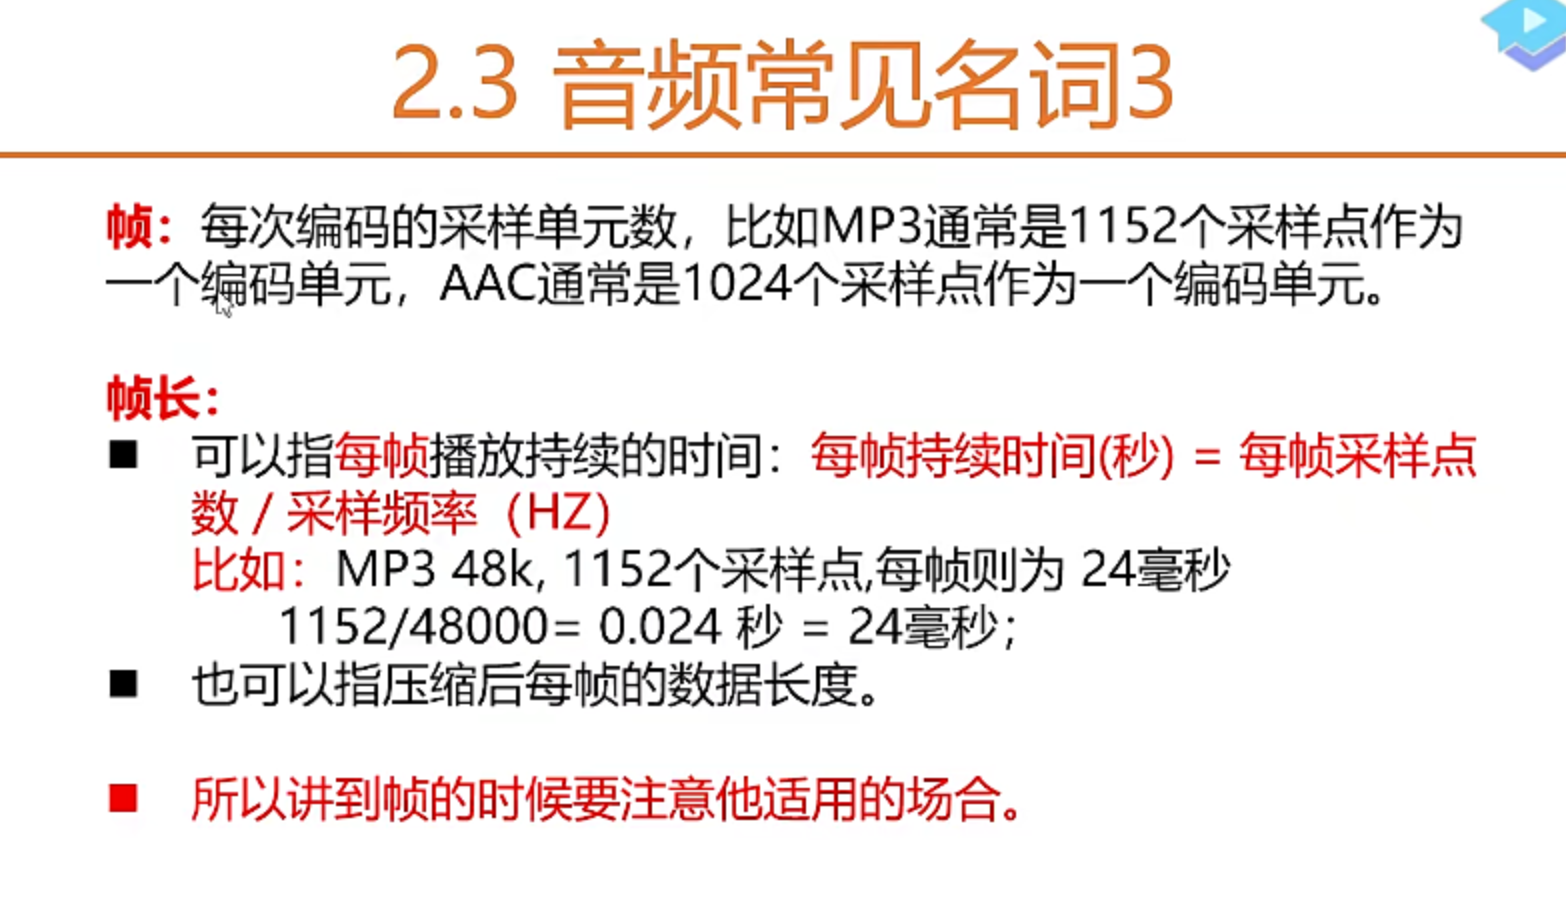 2.3 音频常见名词3
帧：每次编码的采样单元数，比如MP3通常是1152个采样点作为
一个编码单元，AAC通常是1024个采样点作为一个编码单元。
帧长：
■ 可以指每帧播放持续的时间：每帧持续时间(秒) = 每帧采样点
数 / 采样频率（HZ）
比如：MP3 48k, 1152个采样点,每帧则为 24毫秒
1152/48000= 0.024 秒 = 24毫秒；
■ 也可以指压缩后每帧的数据长度。
■ 所以讲到帧的时候要注意他适用的场合。